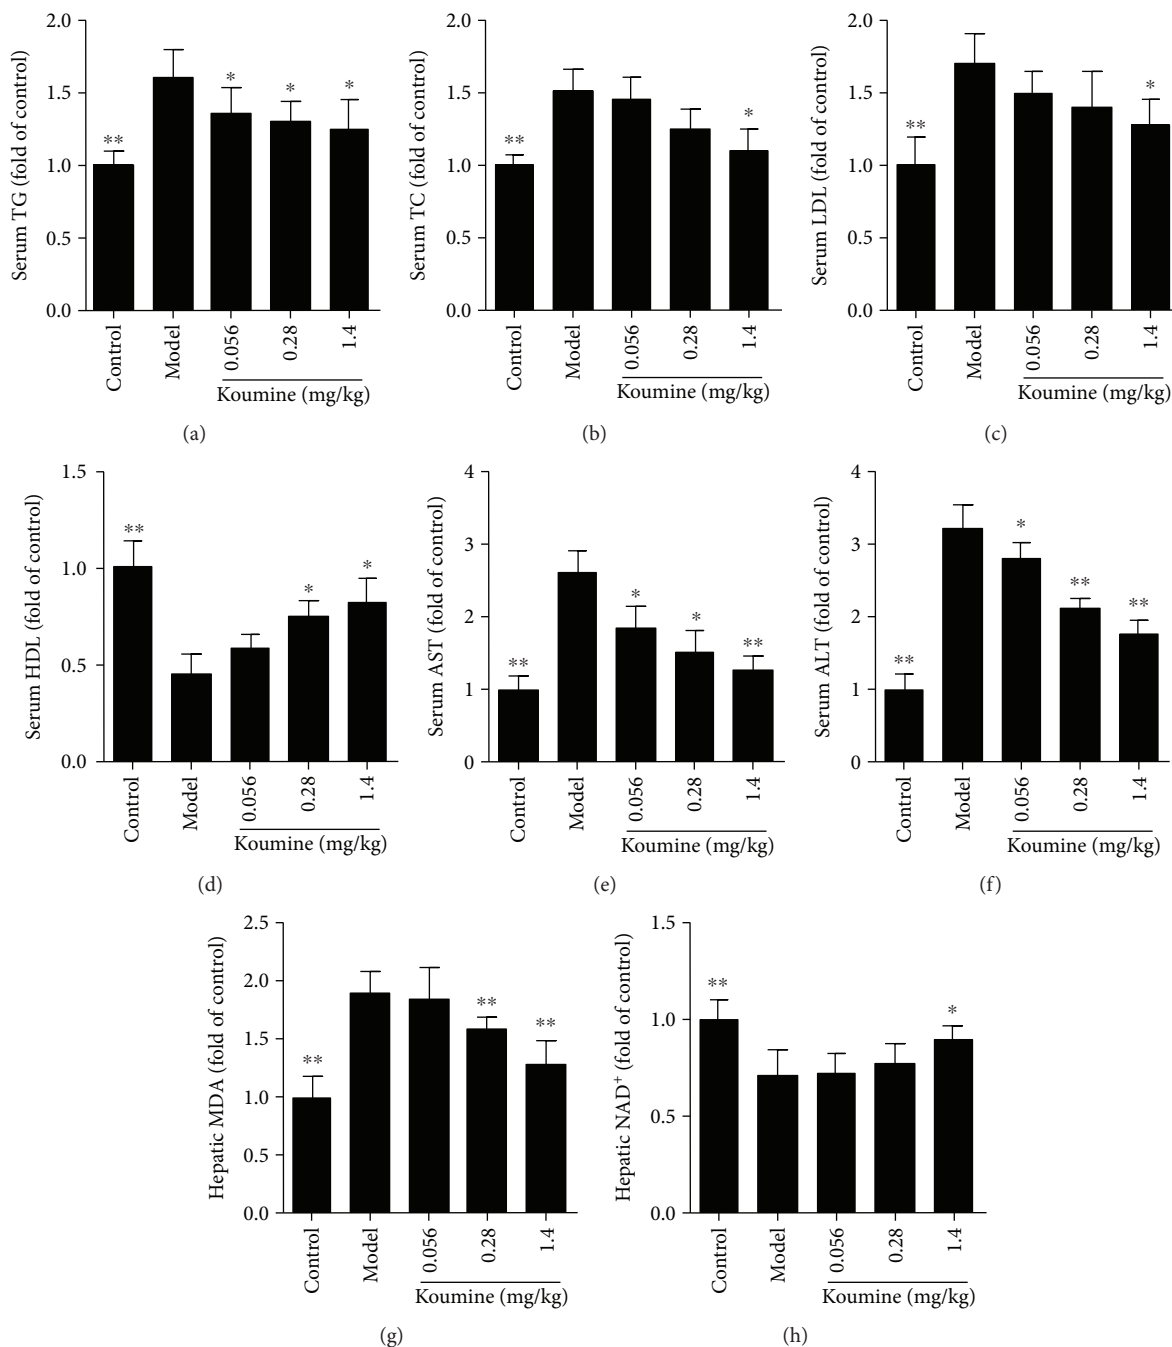 Serum TG (fold of control)
2.0
1.5
1.0
0.5
0.0
**
*
*
*
Control
Model
0.056
0.28
1.4
Koumine (mg/kg)
(a)
Serum TC (fold of control)
2.0
1.5
1.0
0.5
0.0
**
*
Control
Model
0.056
0.28
1.4
Koumine (mg/kg)
(b)
Serum LDL (fold of control)
2.0
1.5
1.0
0.5
0.0
**
*
Control
Model
0.056
0.28
1.4
Koumine (mg/kg)
(c)
Serum HDL (fold of control)
1.5
1.0
0.5
0.0
**
*
*
Control
Model
0.056
0.28
1.4
Koumine (mg/kg)
(d)
Serum AST (fold of control)
4
3
2
1
0
**
*
*
**
Control
Model
0.056
0.28
1.4
Koumine (mg/kg)
(e)
Serum ALT (fold of control)
4
3
2
1
0
**
*
**
**
Control
Model
0.056
0.28
1.4
Koumine (mg/kg)
(f)
Hepatic MDA (fold of control)
2.5
2.0
1.5
1.0
0.5
0.0
**
**
**
Control
Model
0.056
0.28
1.4
Koumine (mg/kg)
(g)
Hepatic NAD⁺ (fold of control)
1.5
1.0
0.5
0.0
**
*
Control
Model
0.056
0.28
1.4
Koumine (mg/kg)
(h)